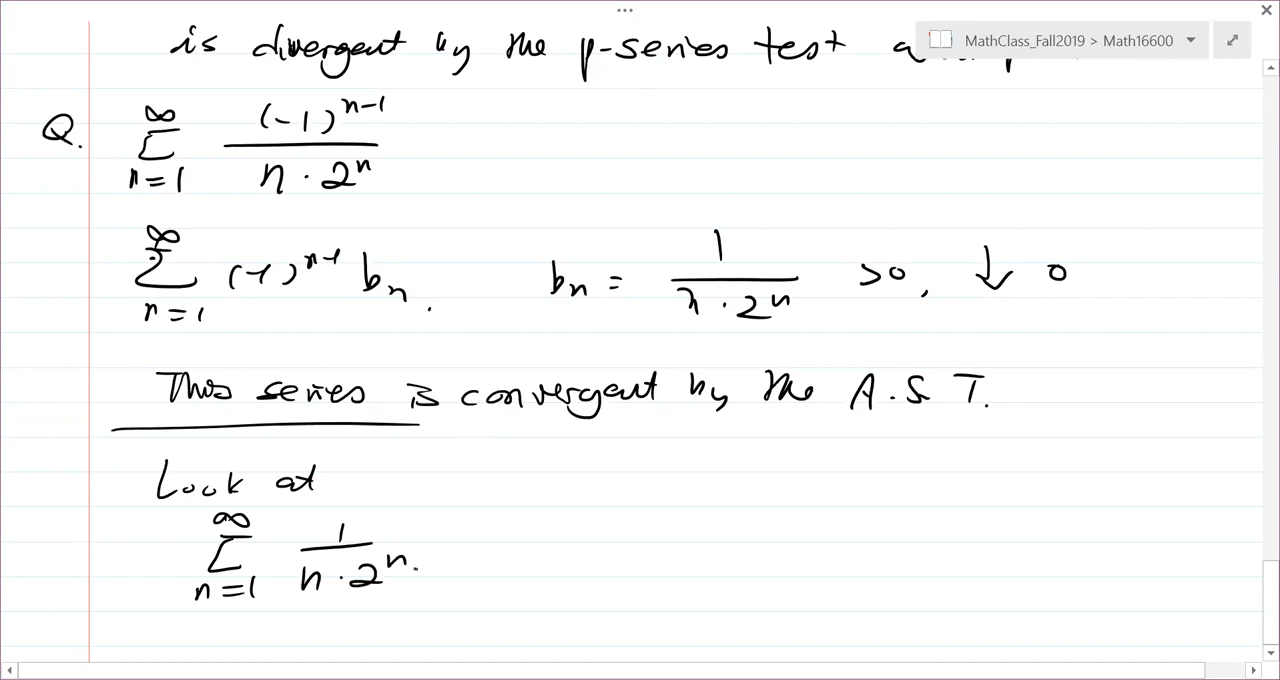 is divergent by the p-series test
MathClass_Fall2019 > Math16600
Q. ∑_{n=1}^{∞} (-1)^{n-1} / (n · 2^n)
∑_{n=1}^{∞} (-1)^{n-1} b_n. b_n = 1 / (n · 2^n) >0, ↓ 0
This series is convergent by the A.S.T.
Look at
∑_{n=1}^{∞} 1 / (n · 2^n).